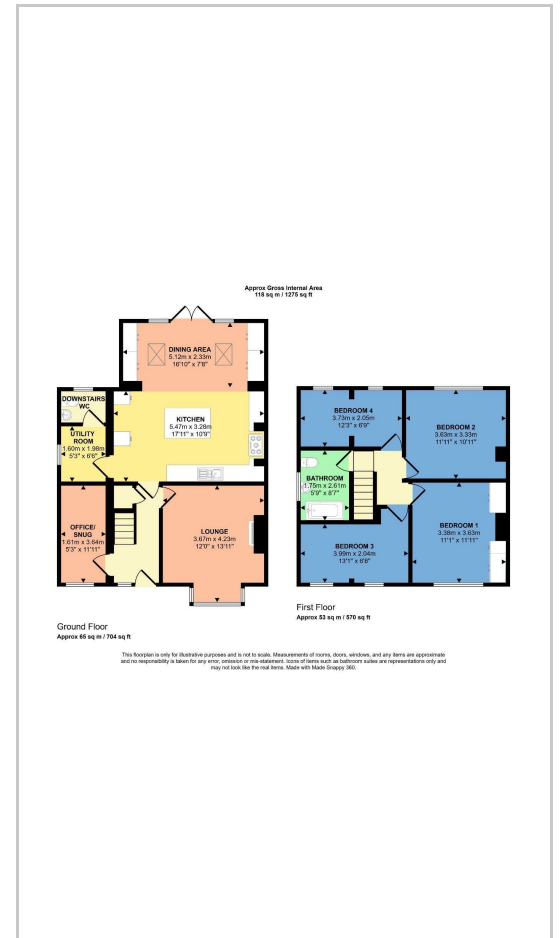 Approx Gross Internal Area
118 sq m / 1275 sq ft
DINING AREA
5.12m x 2.33m
16'10" x 7'8"
DOWNSTAIRS
WC
KITCHEN
5.47m x 3.28m
17'11" x 10'9"
UTILITY
ROOM
1.60m x 1.98m
5'3" x 6'6"
OFFICE/
SNUG
1.61m x 3.64m
5'3" x 11'11"
LOUNGE
3.67m x 4.23m
12'0" x 13'11"
Ground Floor
Approx 65 sq m / 704 sq ft
BEDROOM 4
3.73m x 2.05m
12'3" x 6'9"
BEDROOM 2
3.63m x 3.33m
11'11" x 10'11"
BATHROOM
1.75m x 2.61m
5'9" x 8'7"
BEDROOM 1
3.38m x 3.63m
11'1" x 11'11"
BEDROOM 3
3.99m x 2.04m
13'1" x 6'8"
First Floor
Approx 53 sq m / 570 sq ft
This floorplan is only for illustrative purposes and is not to scale. Measurements of rooms, doors, windows, and any items are approximate
and no responsibility is taken for any error, omission or mis-statement. Icons of items such as bathroom suites are representations only and
may not look like the real items. Made with Made Snappy 360.